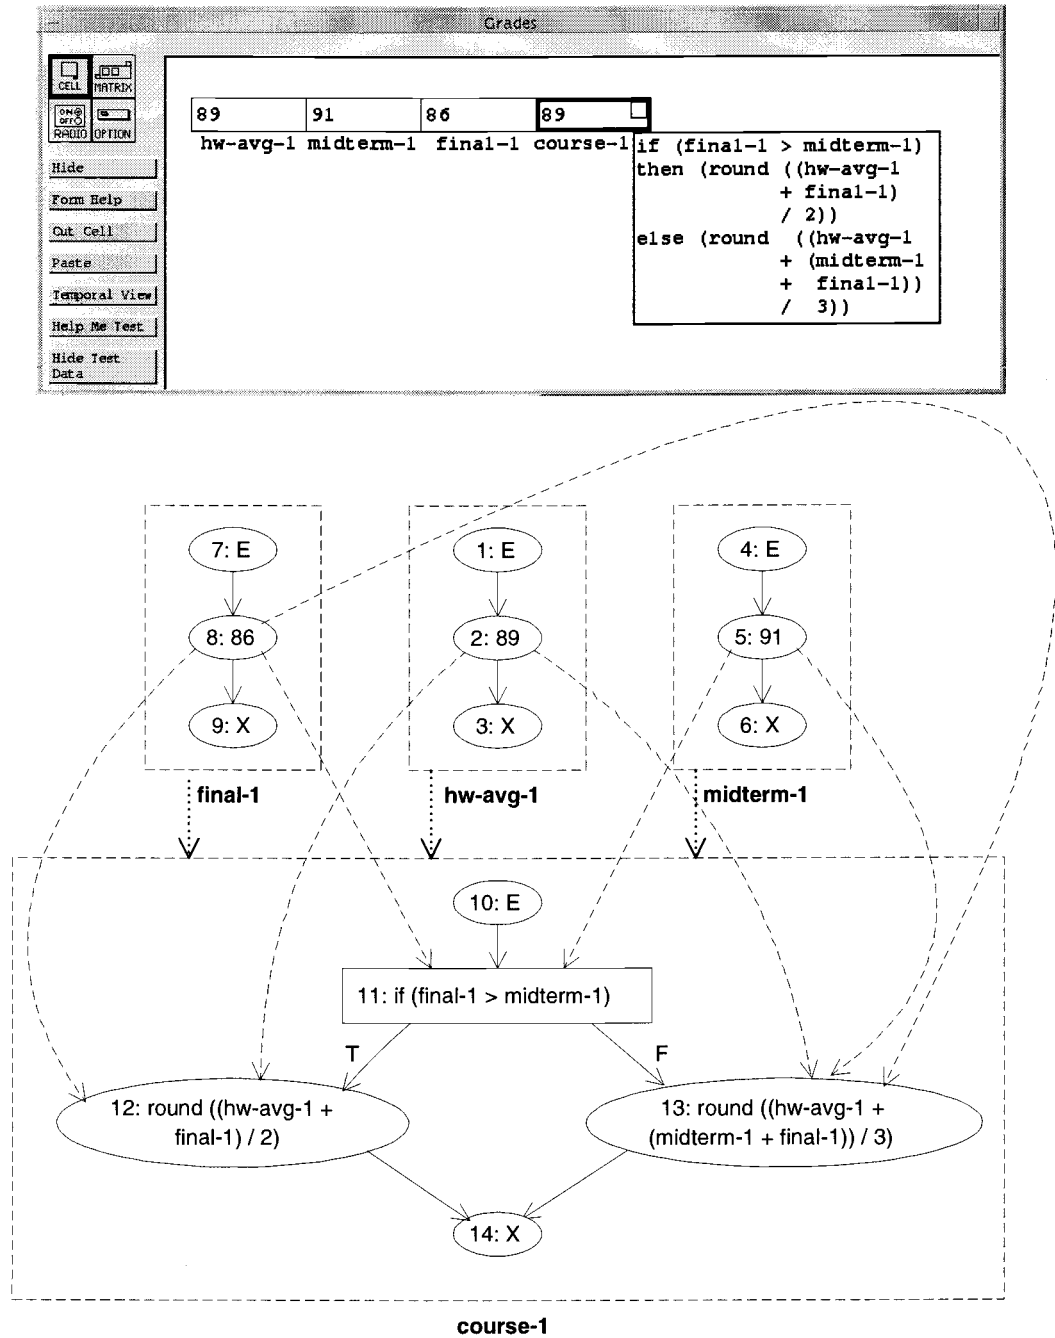 Grades
CELL MATRIX
ON
OFF
RADIO OPTION
Hide
Form Help
Cut Cell
Paste
Temporal View
Help Me Test
Hide Test
Data
89 91 86 89
hw-avg-1 midterm-1 final-1 course-1
if (final-1 > midterm-1)
then (round ((hw-avg-1
+ final-1)
/ 2))
else (round ((hw-avg-1
+ (midterm-1
+ final-1))
/ 3))
7: E 1: E 4: E
8: 86 2: 89 5: 91
9: X 3: X 6: X
final-1 hw-avg-1 midterm-1
10: E
11: if (final-1 > midterm-1)
T F
12: round ((hw-avg-1 +
final-1) / 2)
13: round ((hw-avg-1 +
(midterm-1 + final-1)) / 3)
14: X
course-1